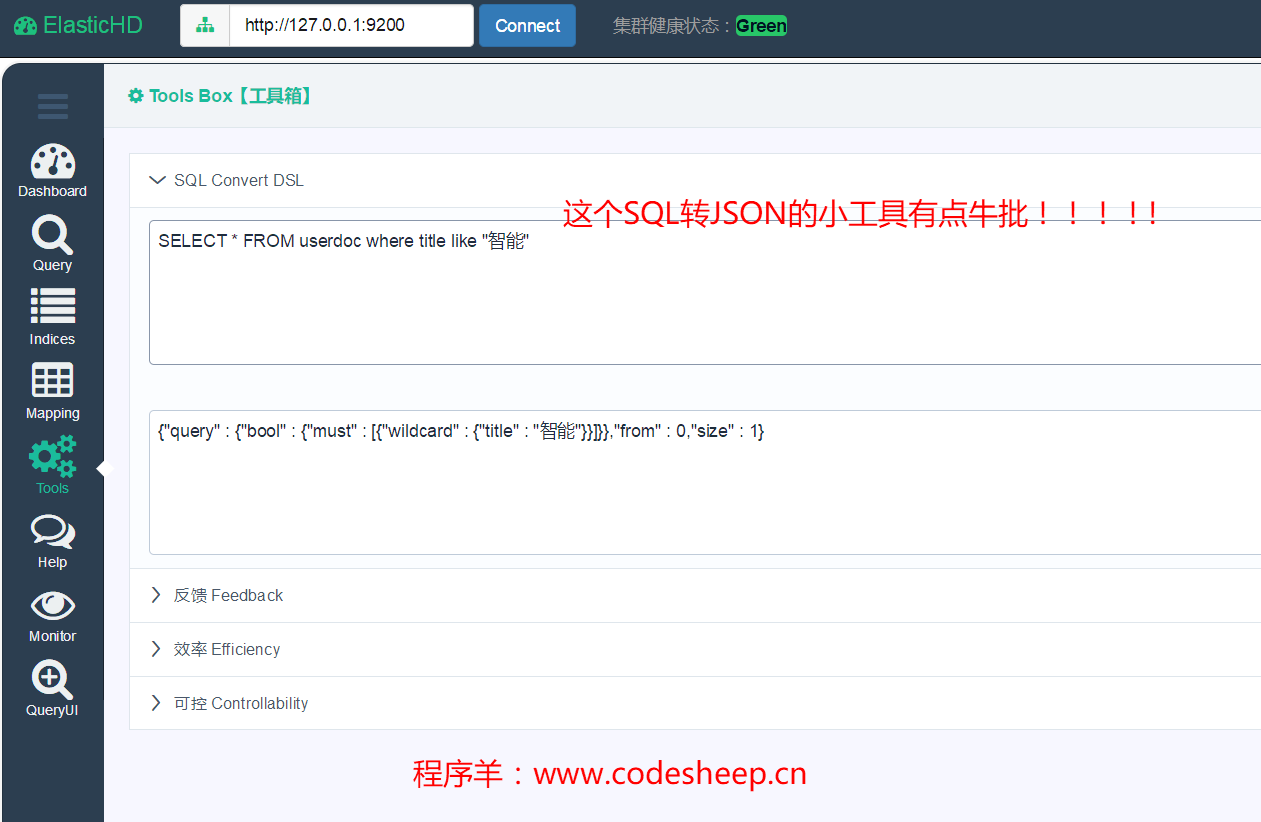 ElasticHD
http://127.0.0.1:9200
Connect
集群健康状态：Green
Tools Box【工具箱】
Dashboard
Query
Indices
Mapping
Tools
Help
Monitor
QueryUI
SQL Convert DSL
这个SQL转JSON的小工具有点牛批！！！！！
SELECT * FROM userdoc where title like "智能"
{"query" : {"bool" : {"must" : [{"wildcard" : {"title" : "智能"}}]}},"from" : 0,"size" : 1}
反馈 Feedback
效率 Efficiency
可控 Controllability
程序羊：www.codesheep.cn